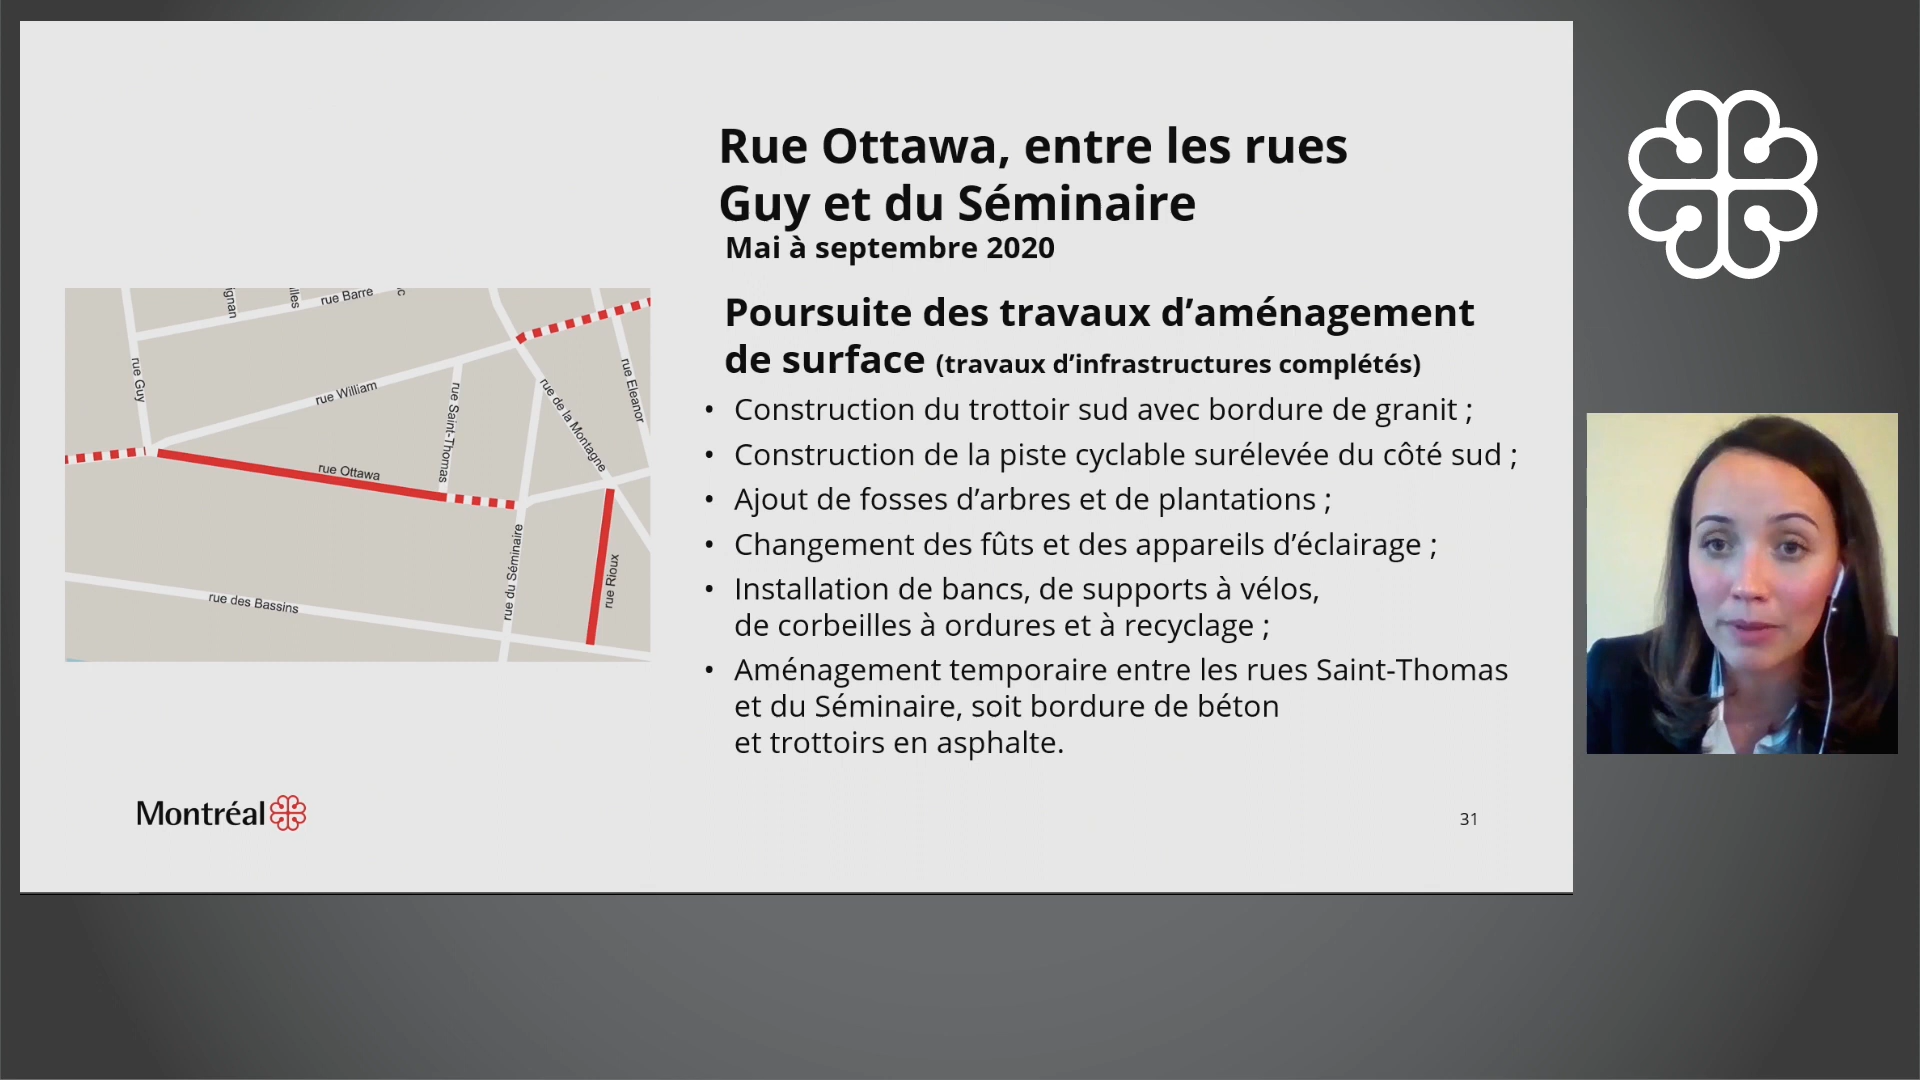 Rue Ottawa, entre les rues
Guy et du Séminaire
Mai à septembre 2020
Poursuite des travaux d’aménagement
de surface (travaux d’infrastructures complétés)
• Construction du trottoir sud avec bordure de granit ;
• Construction de la piste cyclable surélevée du côté sud ;
• Ajout de fosses d’arbres et de plantations ;
• Changement des fûts et des appareils d’éclairage ;
• Installation de bancs, de supports à vélos,
de corbeilles à ordures et à recyclage ;
• Aménagement temporaire entre les rues Saint-Thomas
et du Séminaire, soit bordure de béton
et trottoirs en asphalte.
rue Barré
rue Guy
rue William
rue Saint-Thomas
rue de la Montagne
rue Eleanor
rue Ottawa
rue du Séminaire
rue Rioux
rue des Bassins
Montréal
31